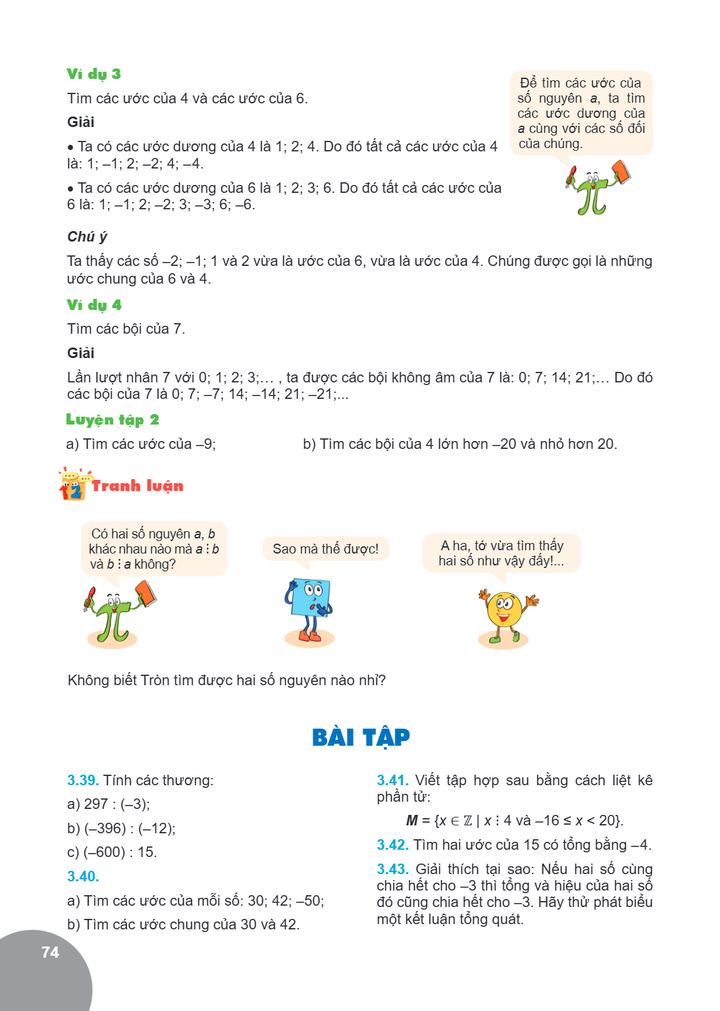 Ví dụ 3
Tìm các ước của 4 và các ước của 6.
Giải
• Ta có các ước dương của 4 là 1; 2; 4. Do đó tất cả các ước của 4
là: 1; –1; 2; –2; 4; –4.
• Ta có các ước dương của 6 là 1; 2; 3; 6. Do đó tất cả các ước của
6 là: 1; –1; 2; –2; 3; –3; 6; –6.
Để tìm các ước của
số nguyên a, ta tìm
các ước dương của
a cùng với các số đối
của chúng.
Chú ý
Ta thấy các số –2; –1; 1 và 2 vừa là ước của 6, vừa là ước của 4. Chúng được gọi là những
ước chung của 6 và 4.
Ví dụ 4
Tìm các bội của 7.
Giải
Lần lượt nhân 7 với 0; 1; 2; 3;… , ta được các bội không âm của 7 là: 0; 7; 14; 21;… Do đó
các bội của 7 là 0; 7; –7; 14; –14; 21; –21;...
Luyện tập 2
a) Tìm các ước của –9; b) Tìm các bội của 4 lớn hơn –20 và nhỏ hơn 20.
Tranh luận
Có hai số nguyên a, b
khác nhau nào mà a ⋮ b
và b ⋮ a không?
Sao mà thế được!
A ha, tớ vừa tìm thấy
hai số như vậy đấy!...
Không biết Tròn tìm được hai số nguyên nào nhỉ?
BÀI TẬP
3.39. Tính các thương:
a) 297 : (–3);
b) (–396) : (–12);
c) (–600) : 15.
3.40.
a) Tìm các ước của mỗi số: 30; 42; –50;
b) Tìm các ước chung của 30 và 42.
3.41. Viết tập hợp sau bằng cách liệt kê
phần tử:
M = {x ∈ ℤ | x ⋮ 4 và –16 ≤ x < 20}.
3.42. Tìm hai ước của 15 có tổng bằng –4.
3.43. Giải thích tại sao: Nếu hai số cùng
chia hết cho –3 thì tổng và hiệu của hai số
đó cũng chia hết cho –3. Hãy thử phát biểu
một kết luận tổng quát.
74